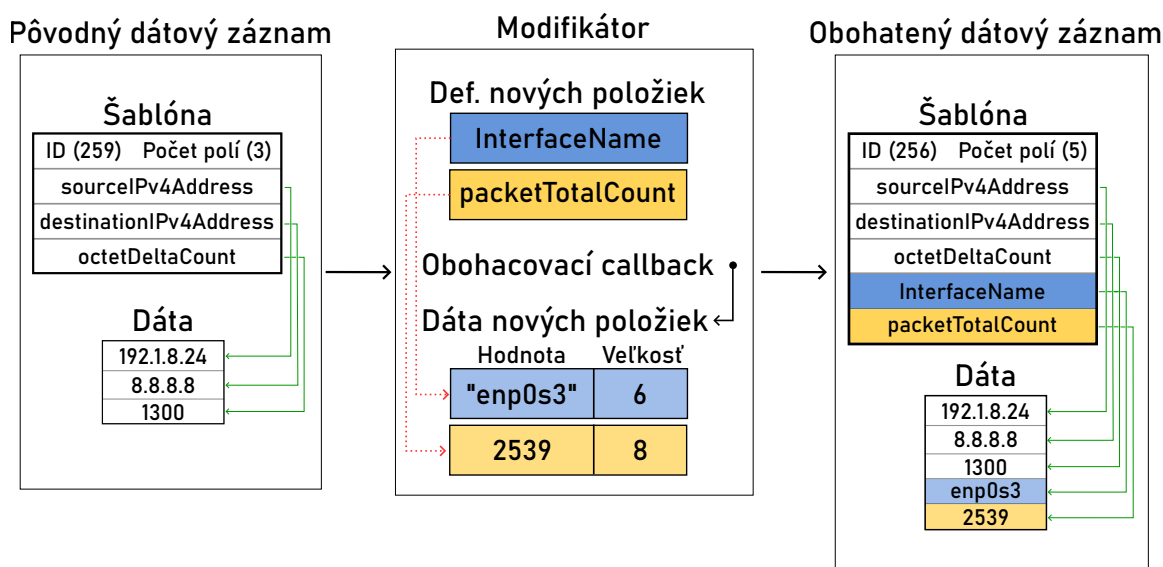 Pôvodný dátový záznam
Šablóna
ID (259) Počet polí (3)
sourceIPv4Address
destinationIPv4Address
octetDeltaCount
Dáta
192.1.8.24
8.8.8.8
1300
Modifikátor
Def. nových položiek
InterfaceName
packetTotalCount
Obohacovací callback
Dáta nových položiek
Hodnota Veľkosť
"enp0s3" 6
2539 8
Obohatený dátový záznam
Šablóna
ID (256) Počet polí (5)
sourceIPv4Address
destinationIPv4Address
octetDeltaCount
InterfaceName
packetTotalCount
Dáta
192.1.8.24
8.8.8.8
1300
enp0s3
2539